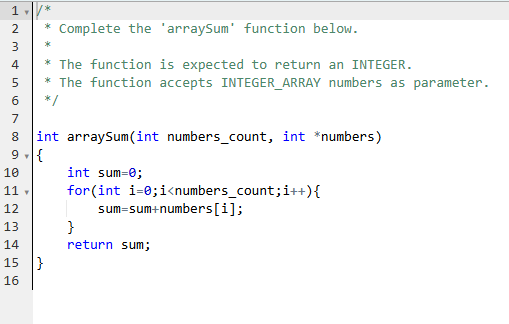 1 /*
2  * Complete the 'arraySum' function below.
3  *
4  * The function is expected to return an INTEGER.
5  * The function accepts INTEGER_ARRAY numbers as parameter.
6  */
7
8 int arraySum(int numbers_count, int *numbers)
9 {
10     int sum=0;
11     for(int i=0;i<numbers_count;i++){
12         sum=sum+numbers[i];
13     }
14     return sum;
15 }
16